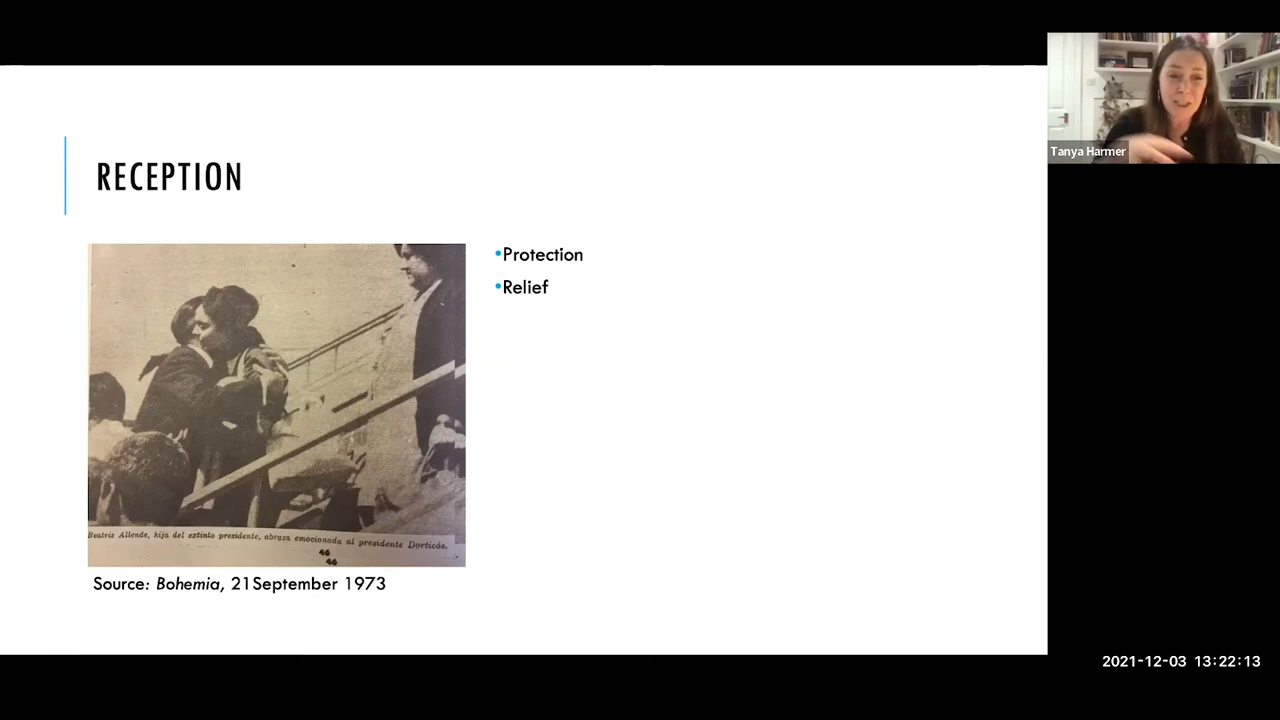 RECEPTION
•Protection
•Relief
Beatriz Allende, hija del extinto presidente, abraza emocionada al presidente Dorticós.
Source: Bohemia, 21September 1973
Tanya Harmer
2021-12-03 13:22:13